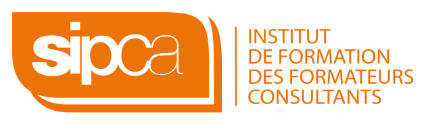 sipca
INSTITUT
DE FORMATION
DES FORMATEURS
CONSULTANTS